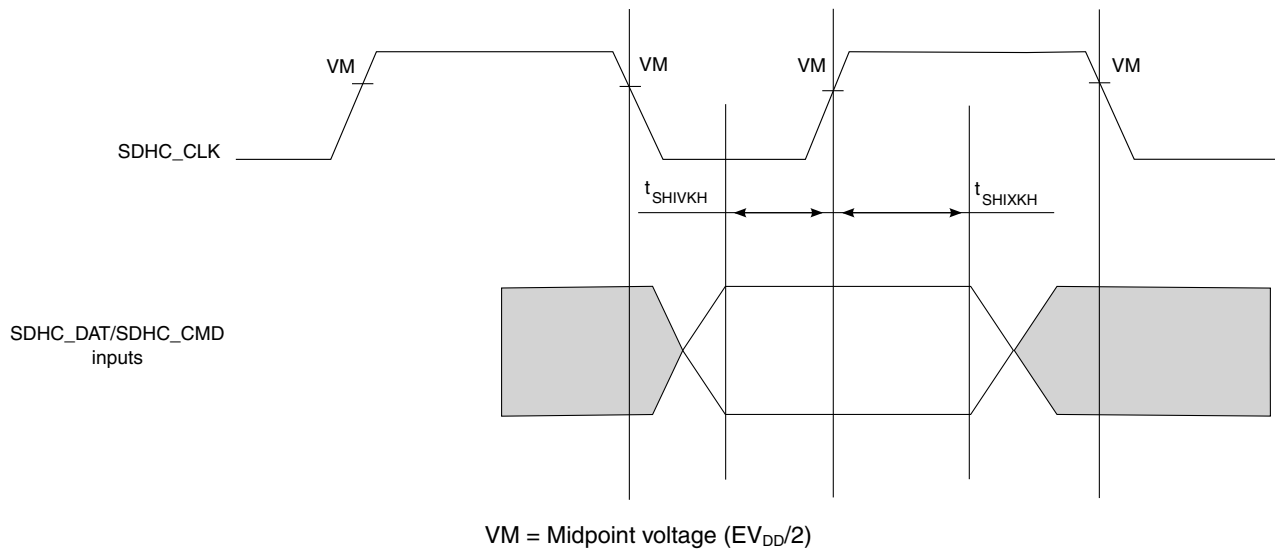 VM
VM
VM
VM
SDHC_CLK
tSHIVKH
tSHIXKH
SDHC_DAT/SDHC_CMD
inputs
VM = Midpoint voltage (EVDD/2)